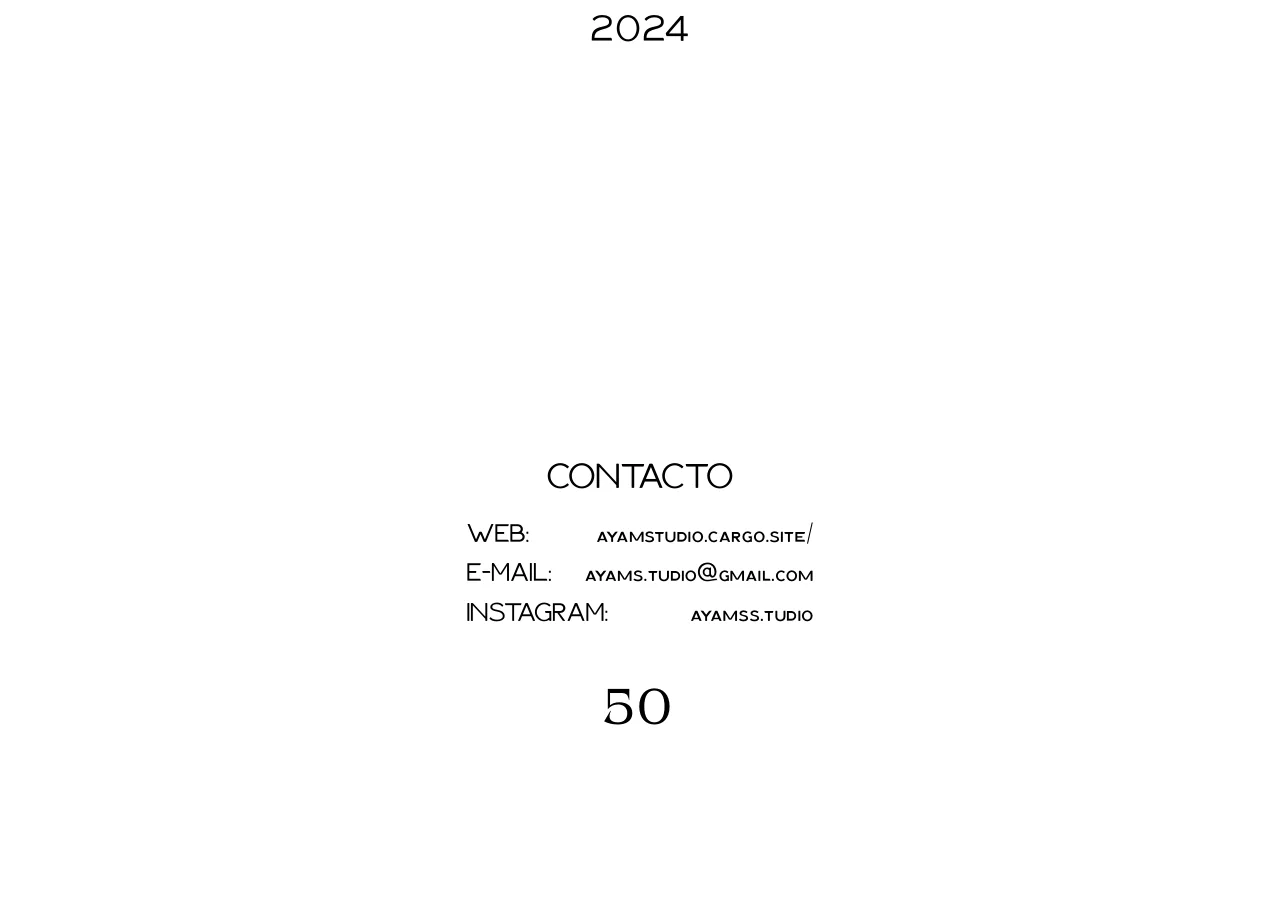 2024
CONTACTO
WEB: AYAMSTUDIO.CARGO.SITE/
E-MAIL: AYAMS.TUDIO@GMAIL.COM
INSTAGRAM: AYAMSS.TUDIO
50